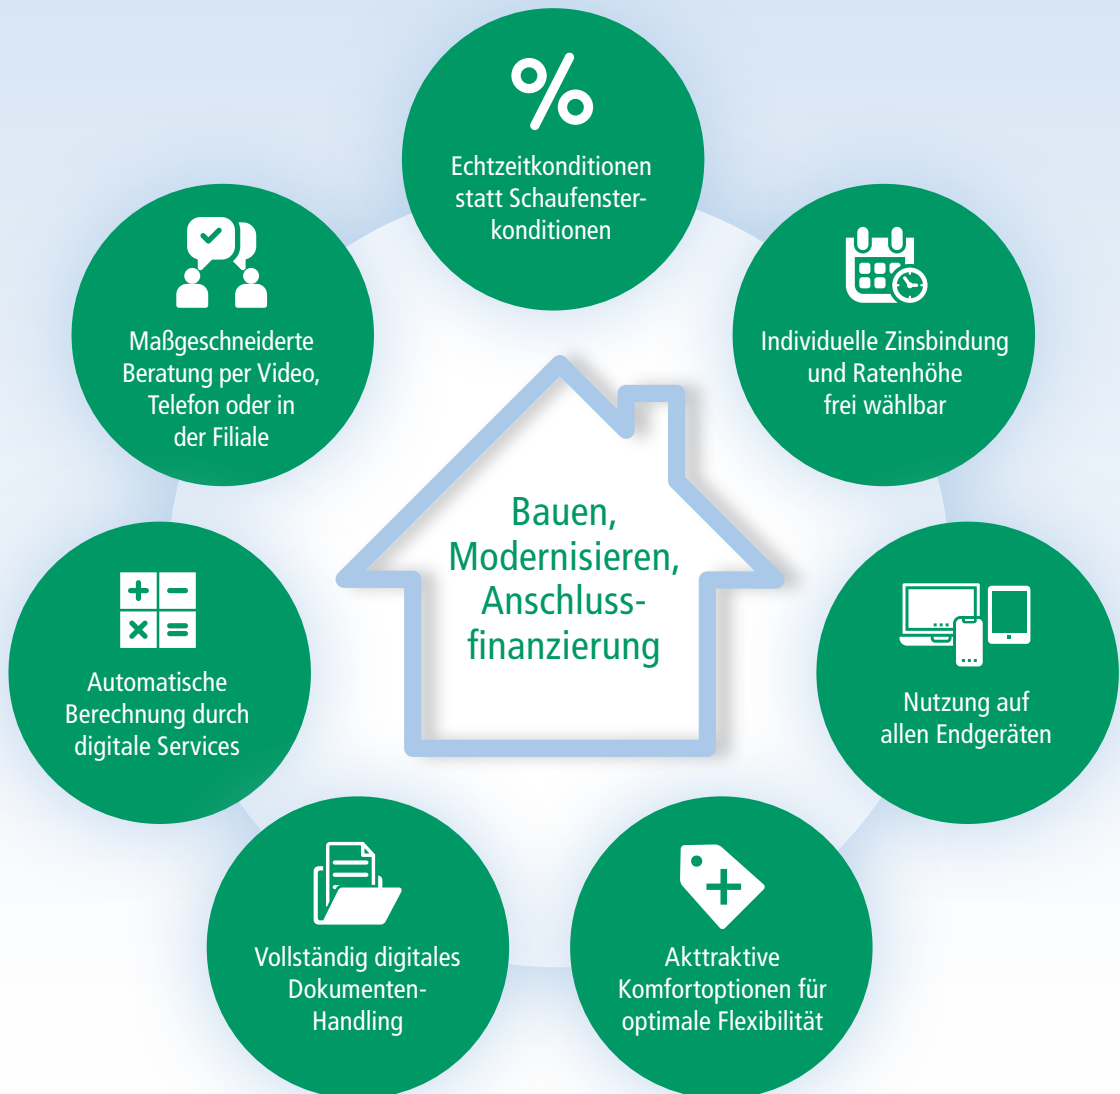 %
Echtzeitkonditionen
statt Schaufenster-
konditionen
Individuelle Zinsbindung
und Ratenhöhe
frei wählbar
Nutzung auf
allen Endgeräten
Akttraktive
Komfortoptionen für
optimale Flexibilität
Vollständig digitales
Dokumenten-
Handling
Automatische
Berechnung durch
digitale Services
Maßgeschneiderte
Beratung per Video,
Telefon oder in
der Filiale
Bauen,
Modernisieren,
Anschluss-
finanzierung